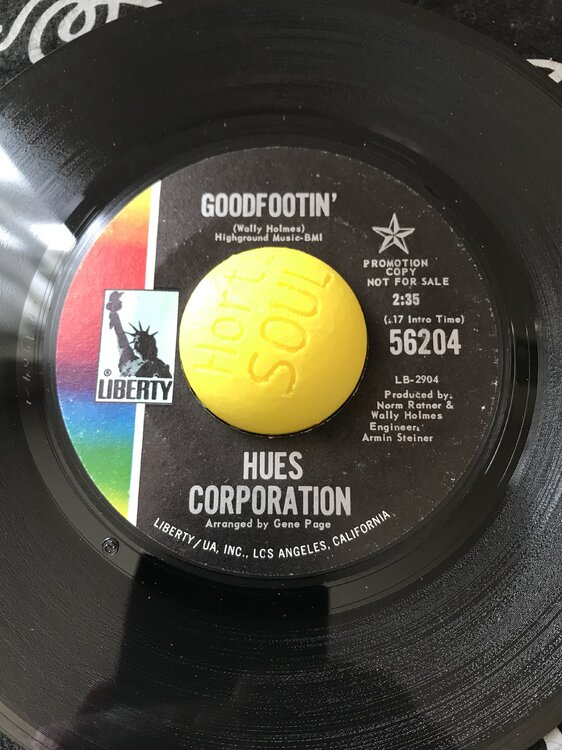 GOODFOOTIN'
(Wally Holmes)
Highground Music-BMI
PROMOTION
COPY
NOT FOR SALE
2:35
(:17 Intro Time)
56204
LB-2904
Produced by:
Norm Ratner &
Wally Holmes
Engineer:
Armin Steiner
® LIBERTY
SOUL
HUES
CORPORATION
Arranged by Gene Page
LIBERTY/UA, INC., LOS ANGELES, CALIFORNIA